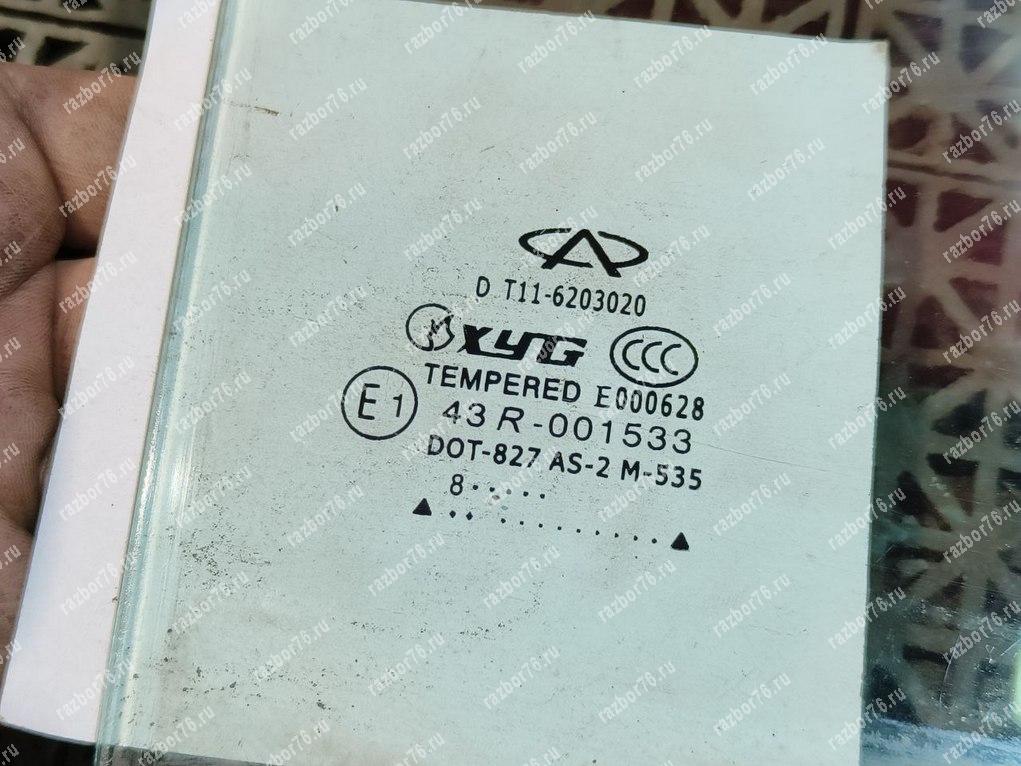 D T11-6203020
XYG CCC
TEMPERED E000628
E1 43R-001533
DOT-827 AS-2 M-535
8·····
▲·· ·········▲
razbor76.ru